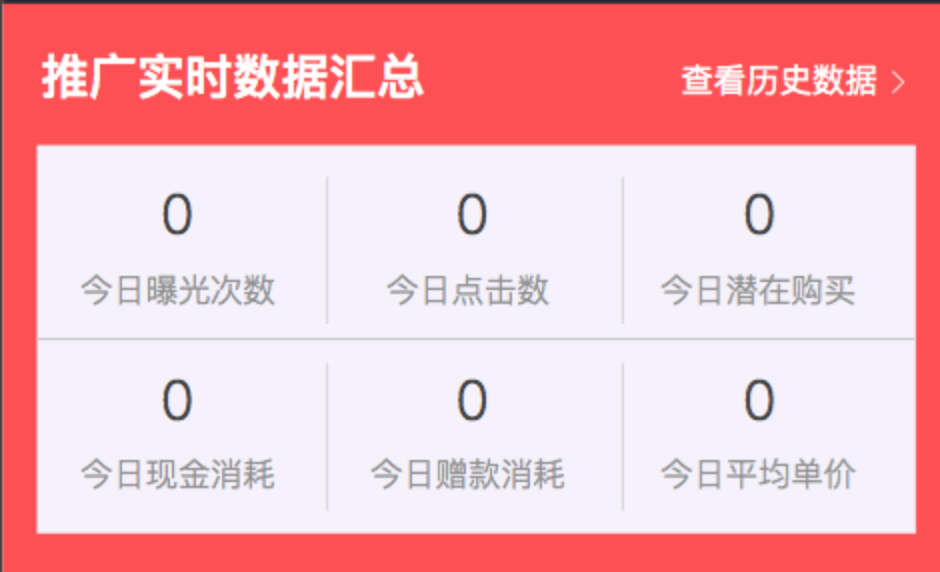 推广实时数据汇总 查看历史数据 >
0 0 0
今日曝光次数 今日点击数 今日潜在购买
0 0 0
今日现金消耗 今日赠款消耗 今日平均单价